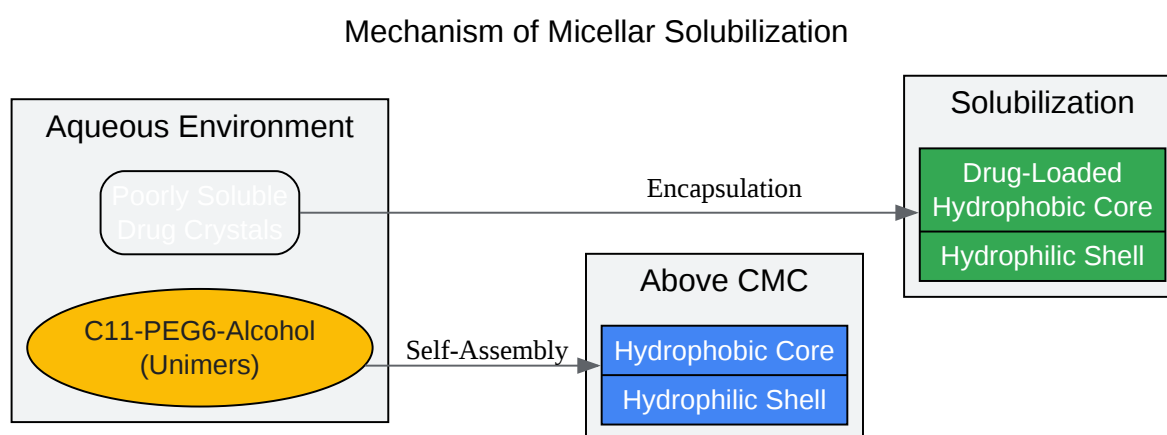 Mechanism of Micellar Solubilization
Aqueous Environment
Poorly Soluble
Drug Crystals
C11-PEG6-Alcohol
(Unimers)
Encapsulation
Self-Assembly
Above CMC
Hydrophobic Core
Hydrophilic Shell
Solubilization
Drug-Loaded
Hydrophobic Core
Hydrophilic Shell